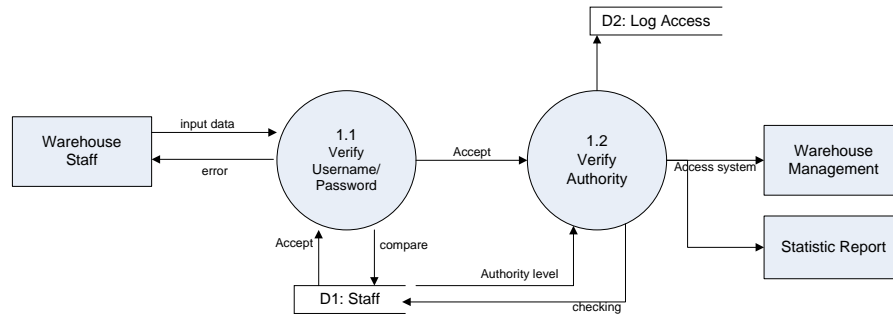 D2: Log Access
Warehouse
Staff
input data
error
1.1
Verify
Username/
Password
Accept
1.2
Verify
Authority
Access system
Warehouse
Management
Statistic Report
Accept
compare
Authority level
D1: Staff
checking